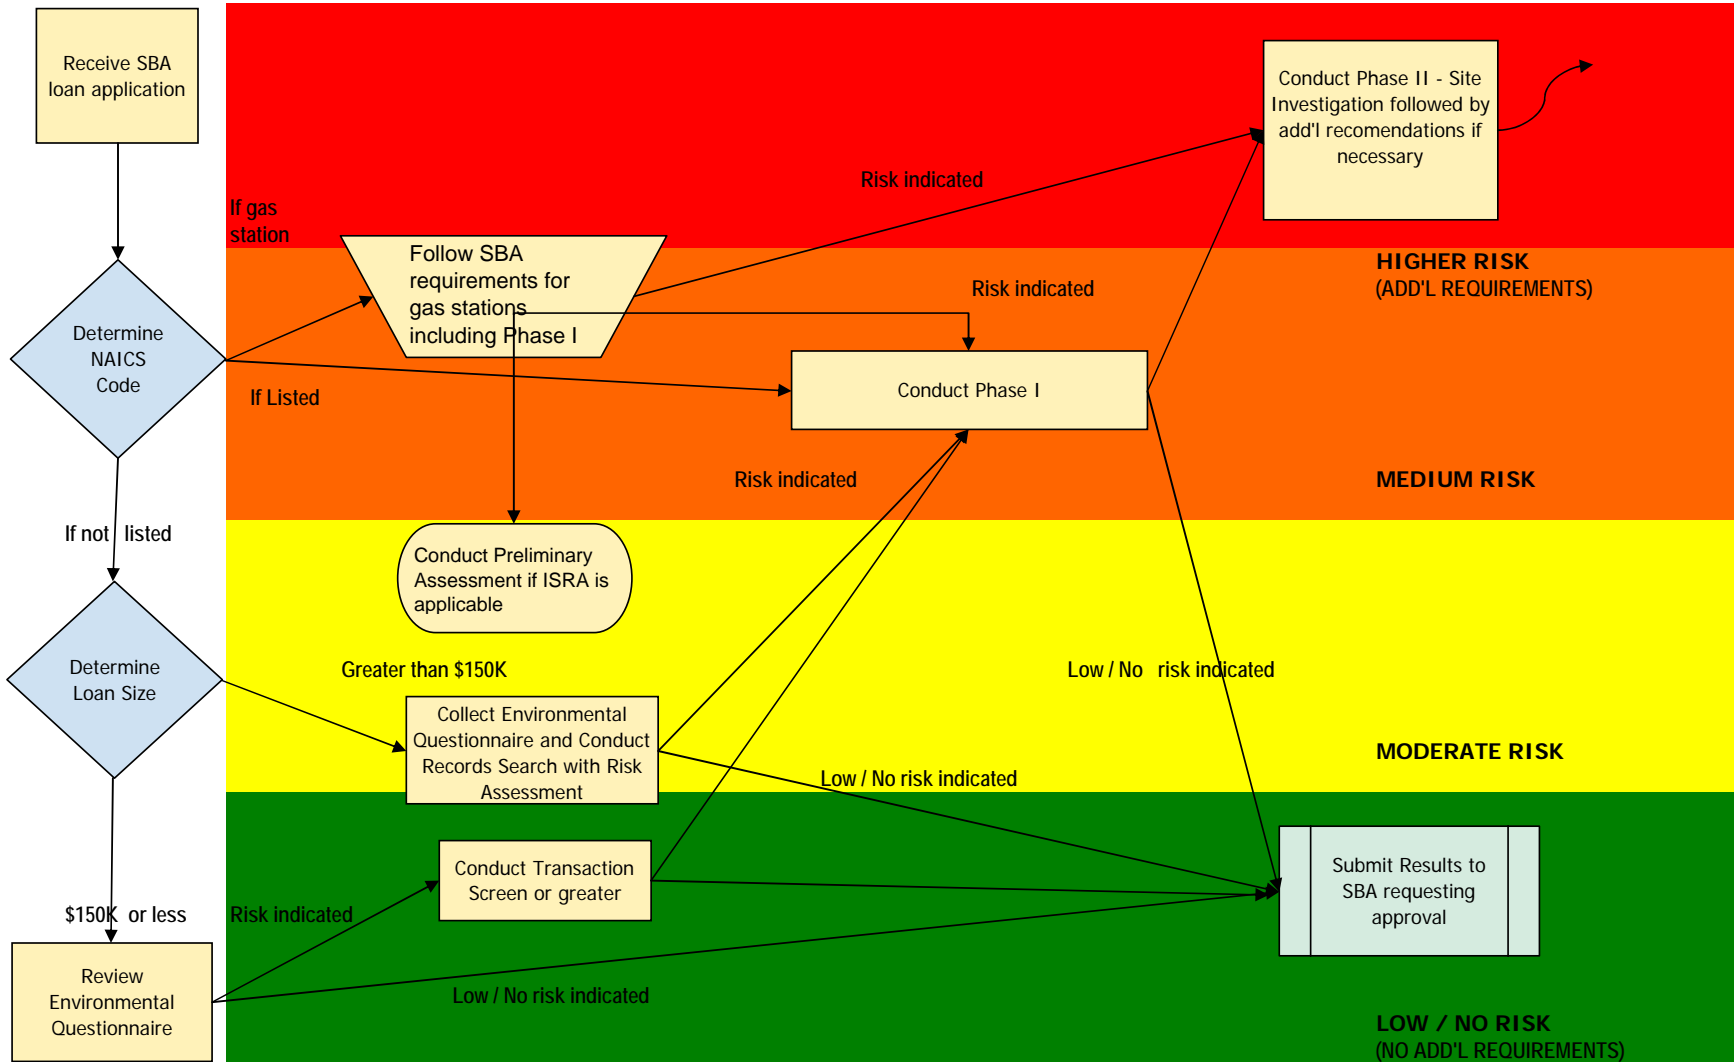 Receive SBA
loan application
Conduct Phase II - Site
Investigation followed by
add'l recomendations if
necessary
Risk indicated
If gas
station
Follow SBA
requirements for
gas stations
including Phase I
HIGHER RISK
(ADD'L REQUIREMENTS)
Risk indicated
Determine
NAICS
Code
If Listed
Conduct Phase I
Risk indicated
MEDIUM RISK
If not listed
Conduct Preliminary
Assessment if ISRA is
applicable
Determine
Loan Size
Greater than $150K
Low / No risk indicated
Collect Environmental
Questionnaire and Conduct
Records Search with Risk
Assessment
MODERATE RISK
Low / No risk indicated
Conduct Transaction
Screen or greater
Submit Results to
SBA requesting
approval
$150K or less
Risk indicated
Review
Environmental
Questionnaire
Low / No risk indicated
LOW / NO RISK
(NO ADD'L REQUIREMENTS)